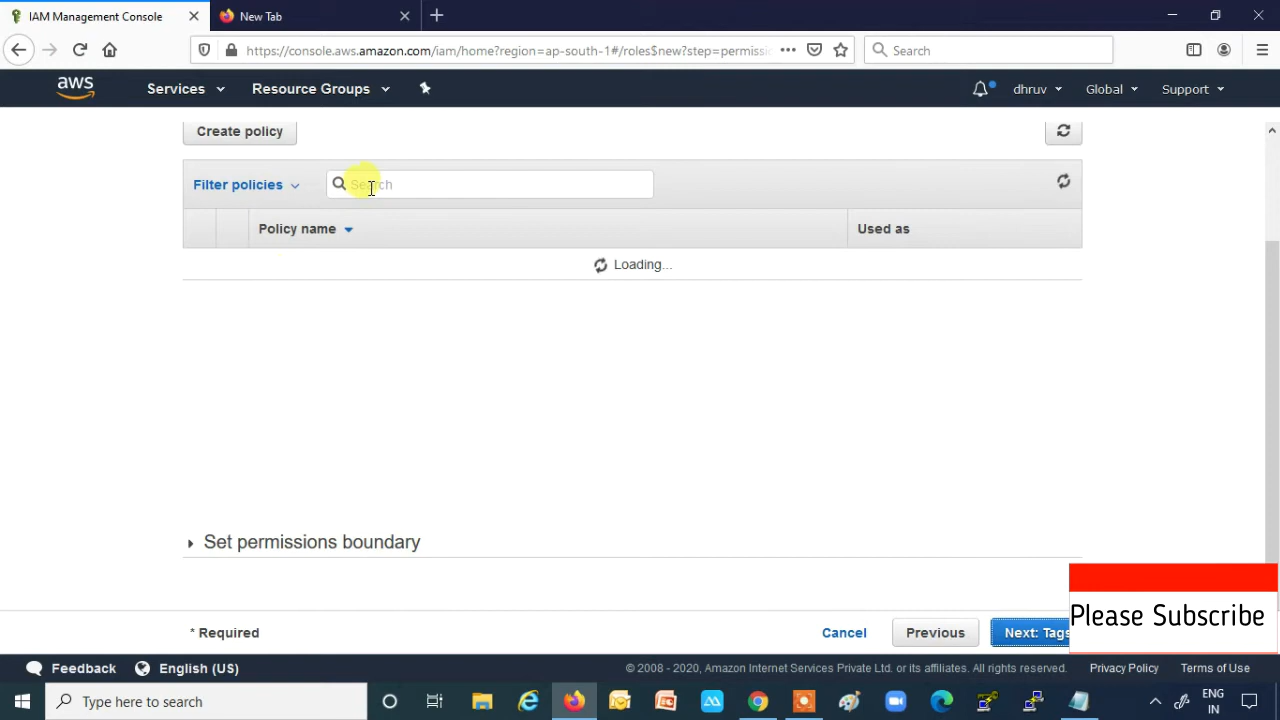 IAM Management Console
New Tab
https://console.aws.amazon.com/iam/home?region=ap-south-1#/roles$new?step=permissi
Search
aws
Services
Resource Groups
dhruv
Global
Support
Create policy
Filter policies
Search
Policy name
Used as
Loading...
Set permissions boundary
* Required
Cancel
Previous
Next: Tags
Please Subscribe
Feedback
English (US)
© 2008 - 2020, Amazon Internet Services Private Ltd. or its affiliates. All rights reserved.
Privacy Policy
Terms of Use
Type here to search
ENG
IN